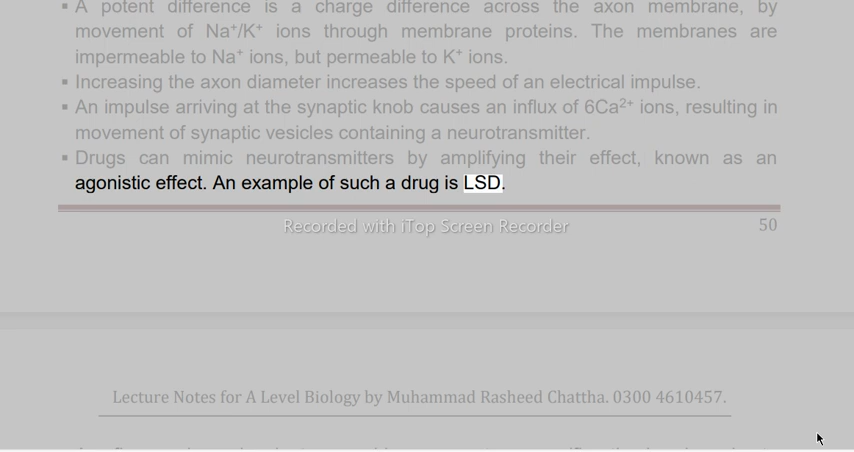 ▪ A potent difference is a charge difference across the axon membrane, by
movement of Na⁺/K⁺ ions through membrane proteins. The membranes are
impermeable to Na⁺ ions, but permeable to K⁺ ions.
▪ Increasing the axon diameter increases the speed of an electrical impulse.
▪ An impulse arriving at the synaptic knob causes an influx of 6Ca²⁺ ions, resulting in
movement of synaptic vesicles containing a neurotransmitter.
▪ Drugs can mimic neurotransmitters by amplifying their effect, known as an
agonistic effect. An example of such a drug is LSD.
Recorded with iTop Screen Recorder
50
Lecture Notes for A Level Biology by Muhammad Rasheed Chattha. 0300 4610457.